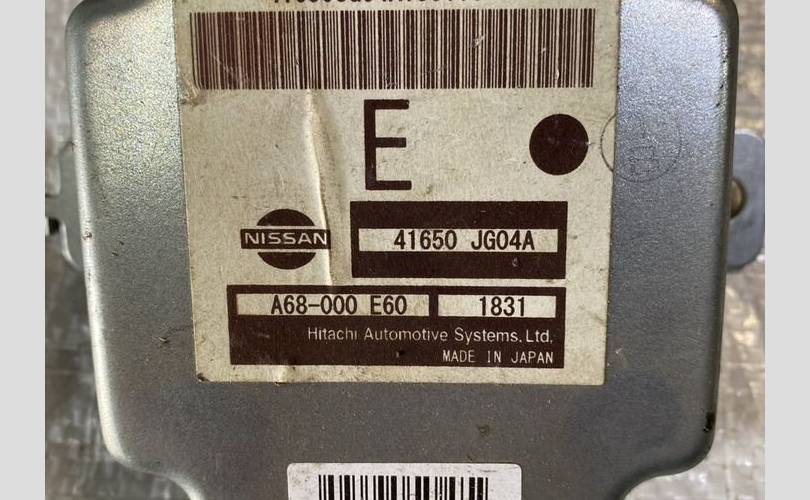 E
NISSAN
41650 JG04A
A68-000 E60 1831
Hitachi Automotive Systems, Ltd.
MADE IN JAPAN